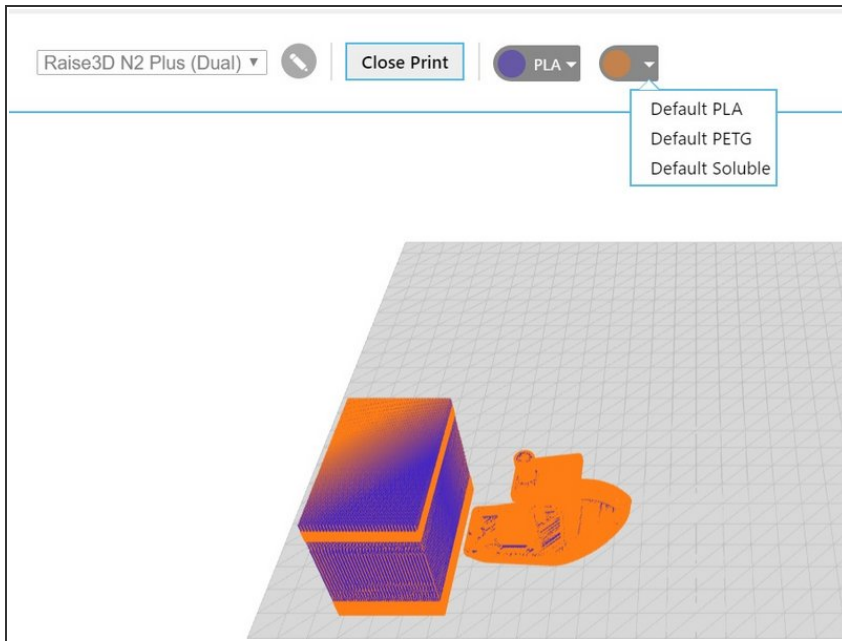 Raise3D N2 Plus (Dual)
Close Print
PLA
Default PLA
Default PETG
Default Soluble